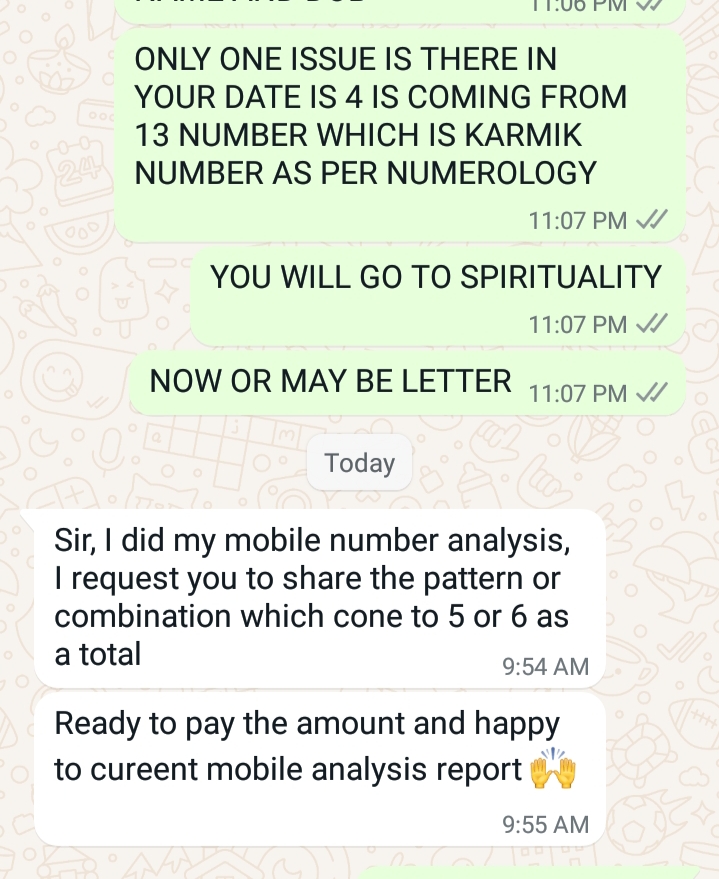 11:06 PM
ONLY ONE ISSUE IS THERE IN
YOUR DATE IS 4 IS COMING FROM
13 NUMBER WHICH IS KARMIK
NUMBER AS PER NUMEROLOGY
11:07 PM
YOU WILL GO TO SPIRITUALITY
11:07 PM
NOW OR MAY BE LETTER 11:07 PM
Today
Sir, I did my mobile number analysis,
I request you to share the pattern or
combination which cone to 5 or 6 as
a total
9:54 AM
Ready to pay the amount and happy
to cureent mobile analysis report 🙌
9:55 AM